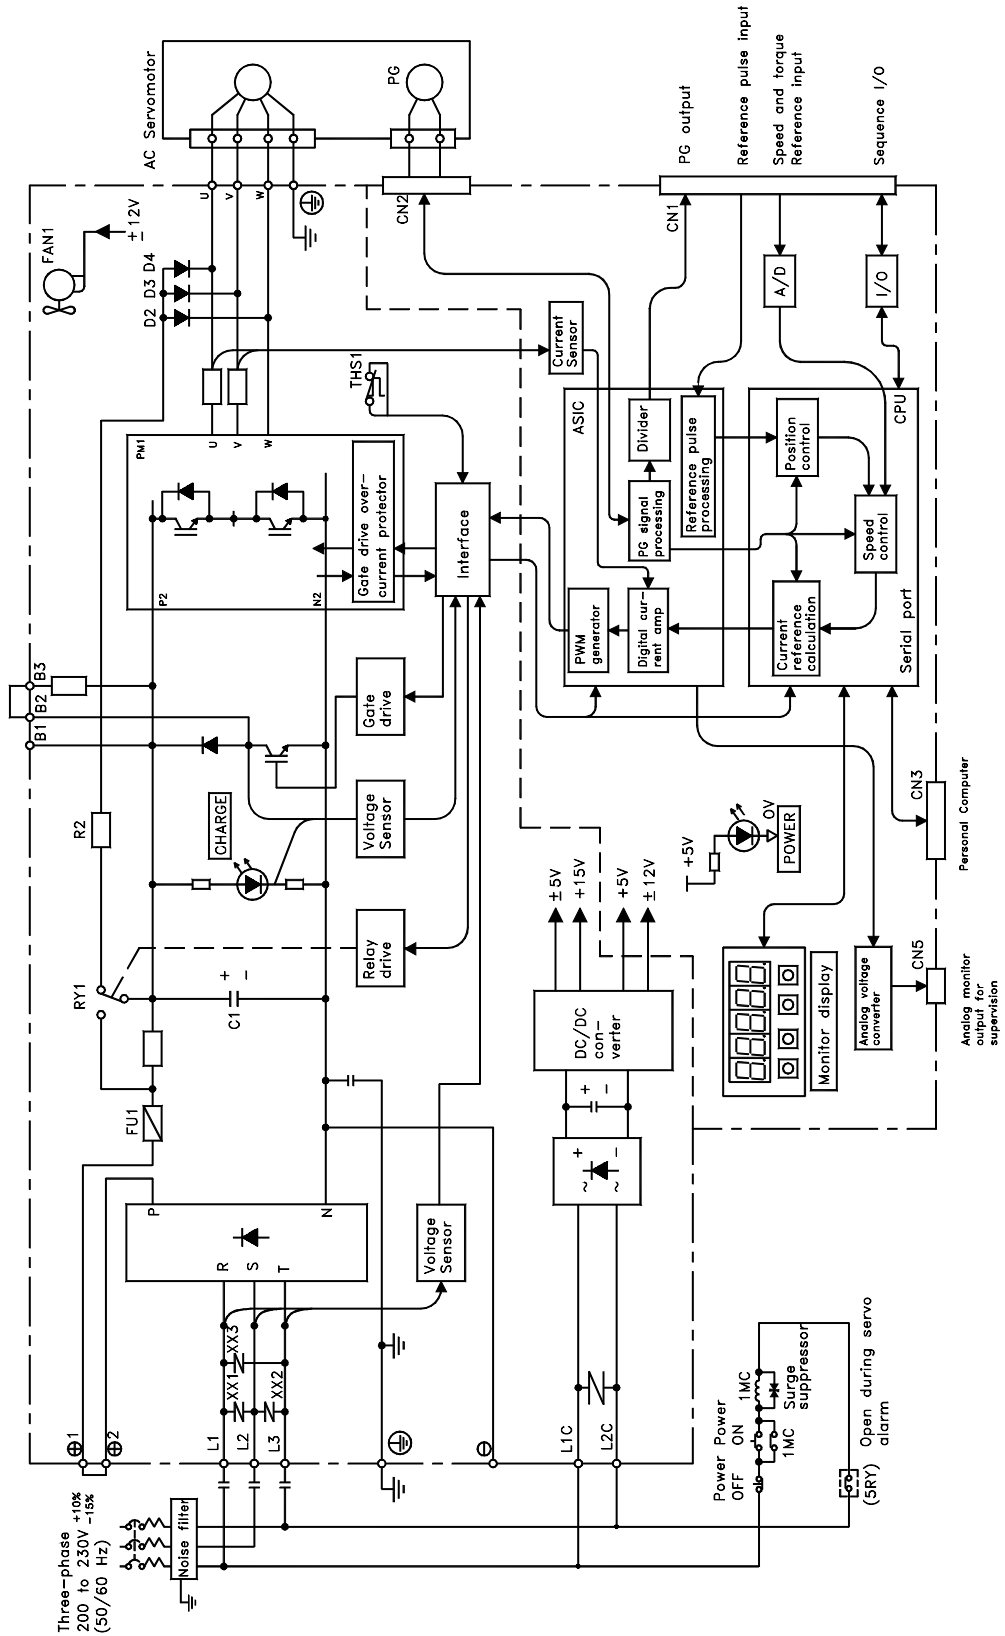 Three-phase
200 to 230V +10% -15%
(50/60 Hz)
Noise filter
1
2
L1
L2
L3
XX1
XX2
XX3
R
S
T
P
N
Voltage
Sensor
FU1
RY1
R2
C1
+
-
Relay
drive
CHARGE
Voltage
Sensor
Gate
drive
B1
B2
B3
P2
N2
PM1
Gate drive over-
current protector
Interface
THS1
U
V
W
D2
D3
D4
FAN1
±12V
U
V
W
AC Servomotor
PG
CN2
Current
Sensor
L1C
L2C
~
~
+
-
+
-
DC/DC
con-
verter
±5V
+15V
+5V
±12V
+5V
0V
POWER
ASIC
PWM
generator
Digital cur-
rent amp
PG signal
processing
Divider
Reference pulse
processing
CPU
Position
control
Speed
control
Current
reference
calculation
Serial port
A/D
I/O
CN1
PG output
Reference pulse input
Speed and torque
Reference input
Sequence I/O
Monitor display
Analog voltage
converter
CN3
CN5
Personal Computer
Analog monitor
output for
supervision
Power
OFF
Power
ON
1MC
1MC
Surge
suppressor
(5RY)
Open during servo
alarm